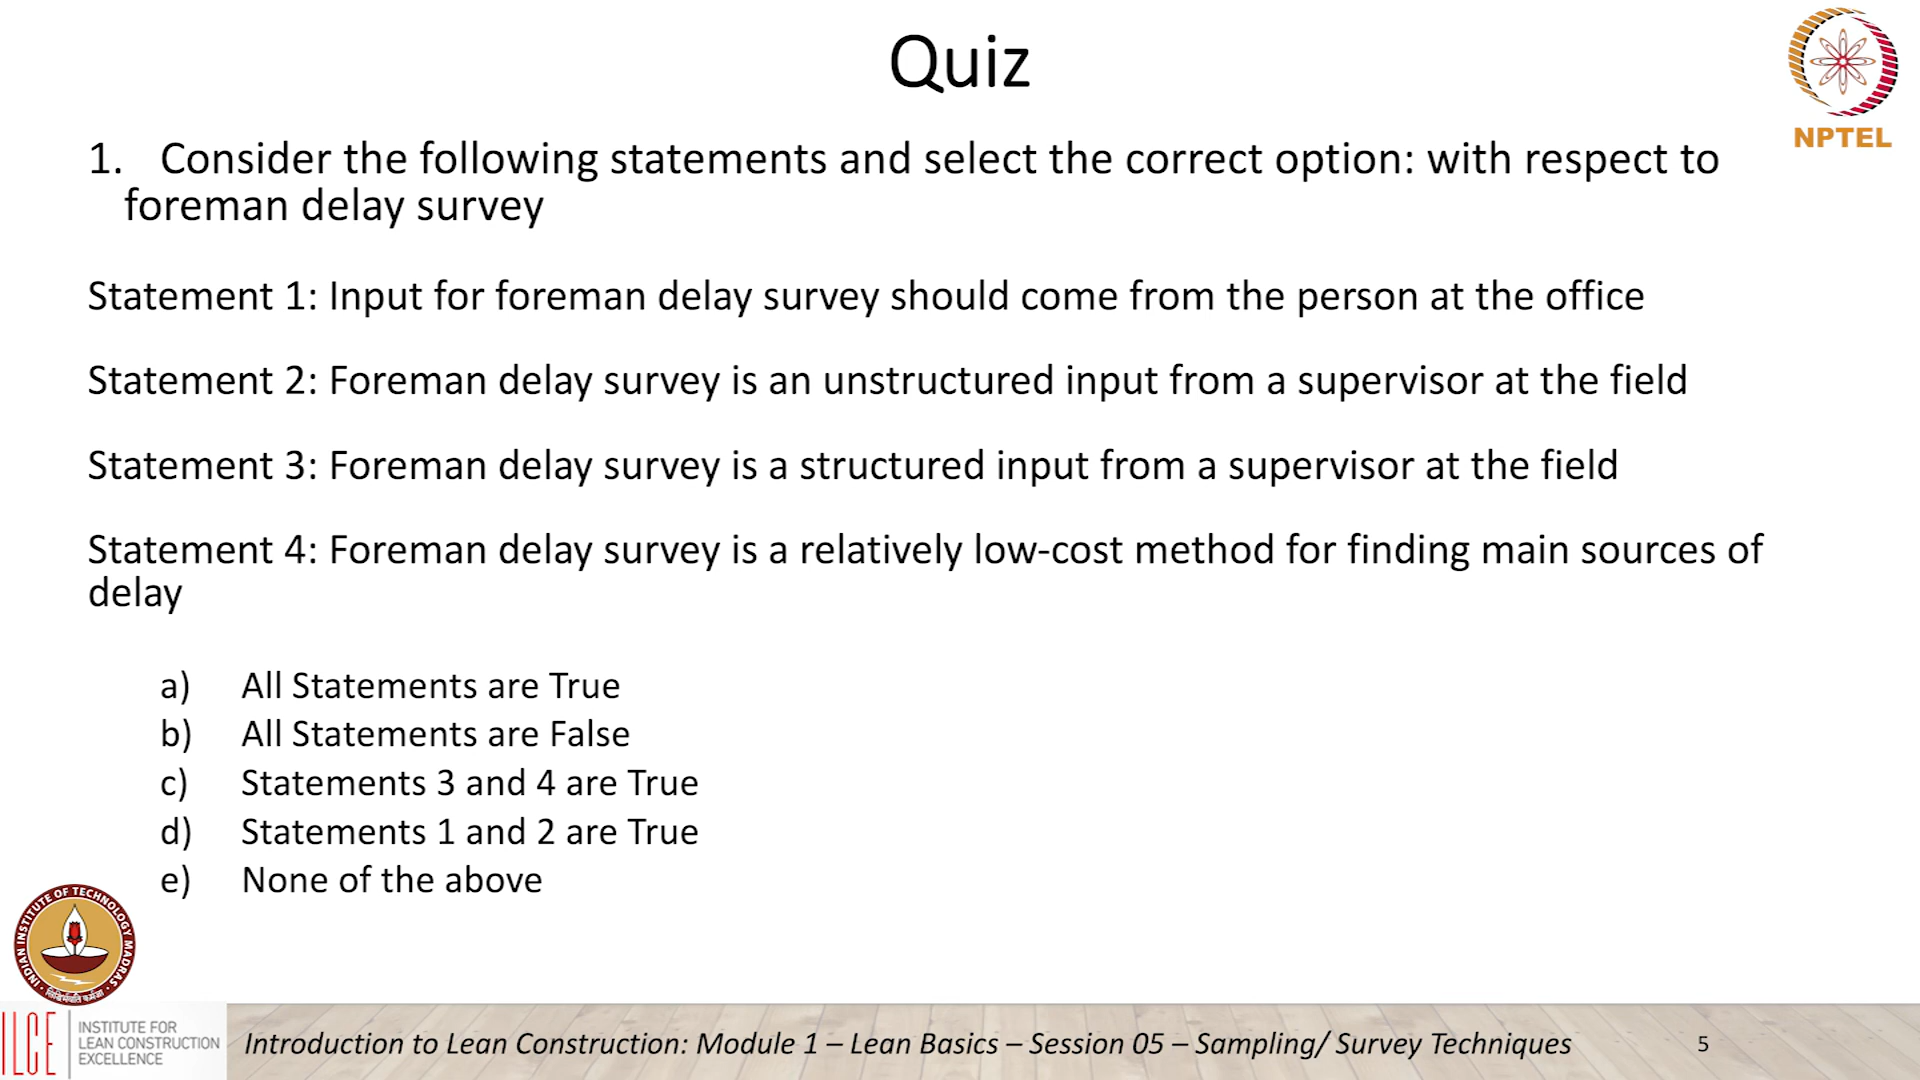 Quiz
NPTEL
1. Consider the following statements and select the correct option: with respect to
foreman delay survey
Statement 1: Input for foreman delay survey should come from the person at the office
Statement 2: Foreman delay survey is an unstructured input from a supervisor at the field
Statement 3: Foreman delay survey is a structured input from a supervisor at the field
Statement 4: Foreman delay survey is a relatively low-cost method for finding main sources of
delay
a) All Statements are True
b) All Statements are False
c) Statements 3 and 4 are True
d) Statements 1 and 2 are True
e) None of the above
INDIAN INSTITUTE OF TECHNOLOGY MADRAS
ILCE
INSTITUTE FOR
LEAN CONSTRUCTION
EXCELLENCE
Introduction to Lean Construction: Module 1 – Lean Basics – Session 05 – Sampling/ Survey Techniques
5